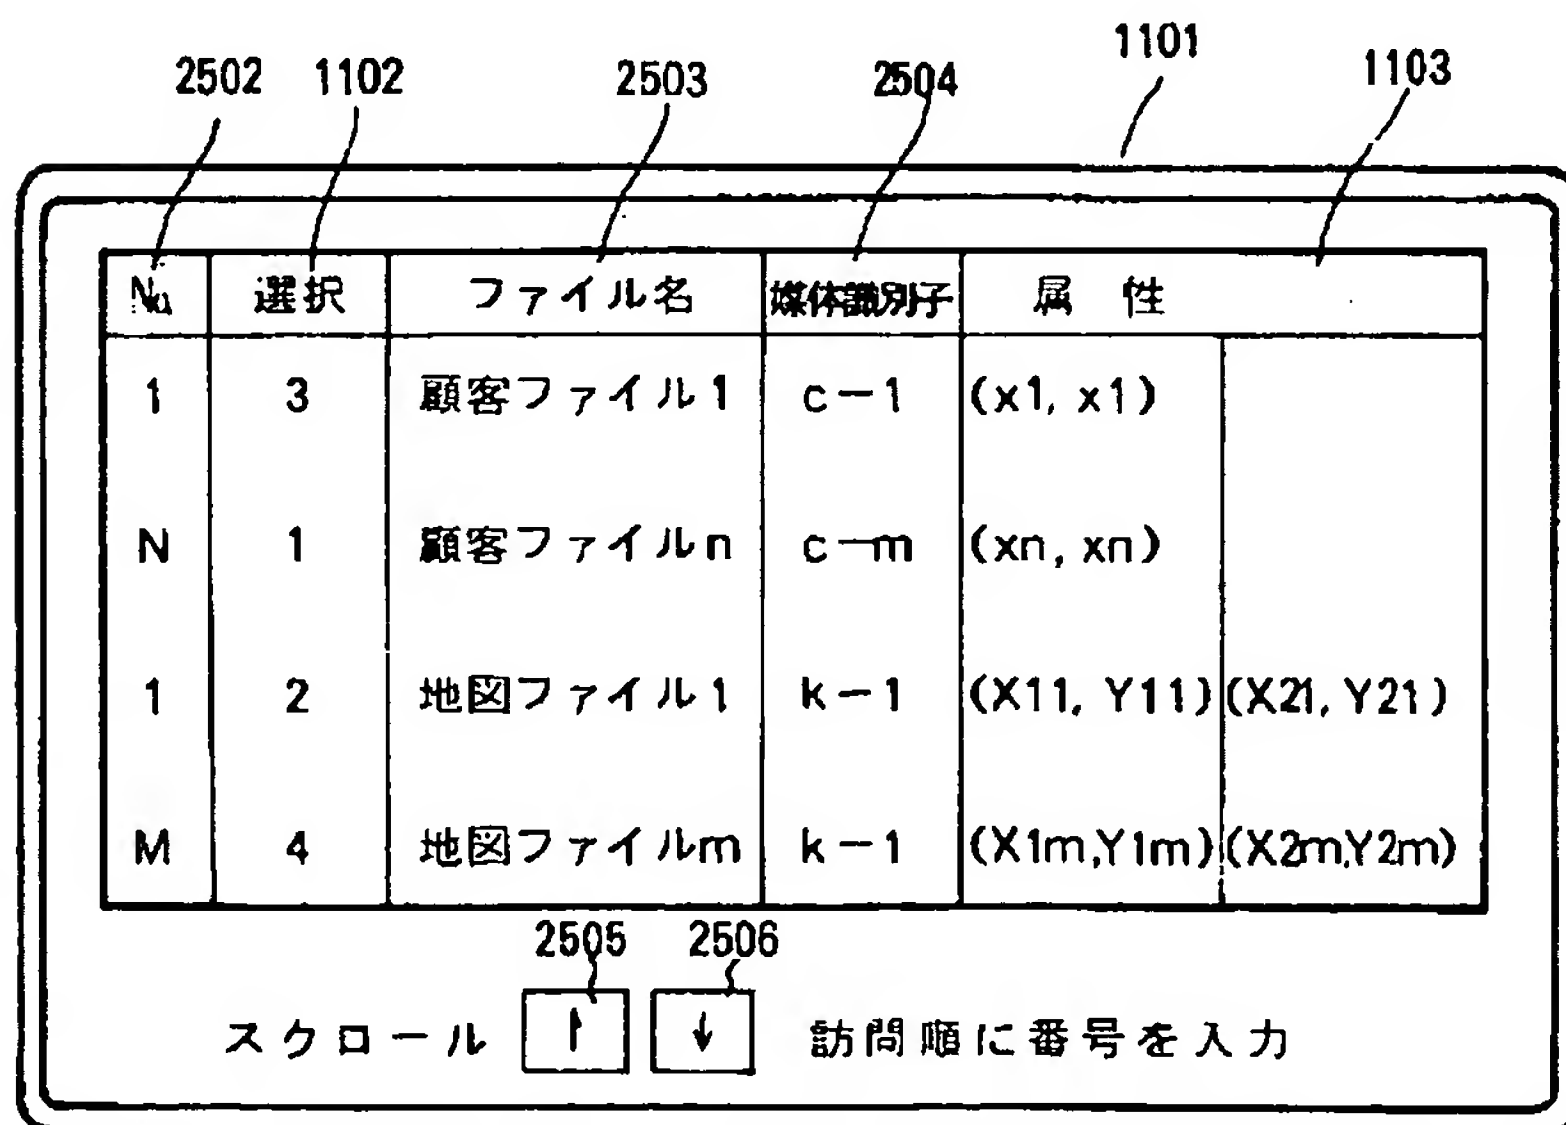 1101
2502 1102 2503 2504 1103
No. 選択 ファイル名 媒体識別子 属 性
1 3 顧客ファイル1 c-1 (x1, x1)
N 1 顧客ファイルn c-m (xn, xn)
1 2 地図ファイル1 k-1 (X11, Y11) (X21, Y21)
M 4 地図ファイルm k-1 (X1m,Y1m) (X2m,Y2m)
2505 2506
スクロール ↑ ↓ 訪問順に番号を入力